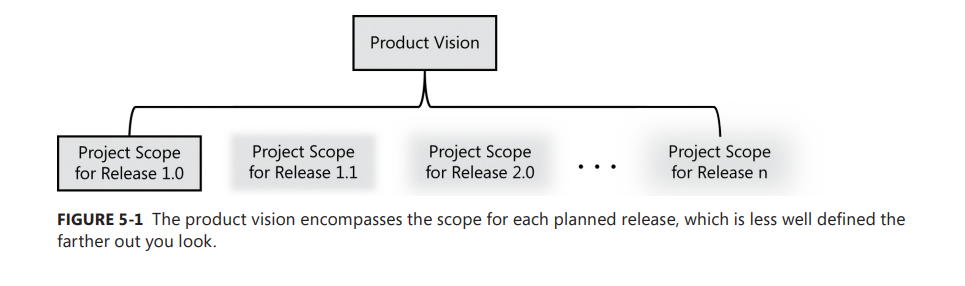 Product Vision
Project Scope
for Release 1.0
Project Scope
for Release 1.1
Project Scope
for Release 2.0
. . .
Project Scope
for Release n
FIGURE 5-1 The product vision encompasses the scope for each planned release, which is less well defined the
farther out you look.